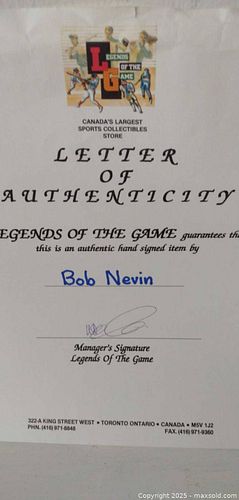 LEGENDS
OF THE
GAME
L
G
CANADA'S LARGEST
SPORTS COLLECTIBLES
STORE
LETTER
OF
AUTHENTICITY
EGENDS OF THE GAME guarantees th
this is an authentic hand signed item by
Bob Nevin
Manager's Signature
Legends Of The Game
322-A KING STREET WEST • TORONTO ONTARIO • CANADA • M5V 1J2
PHN. (416) 971-8848 FAX. (416) 971-9360
Copyright © 2025 - maxsold.com